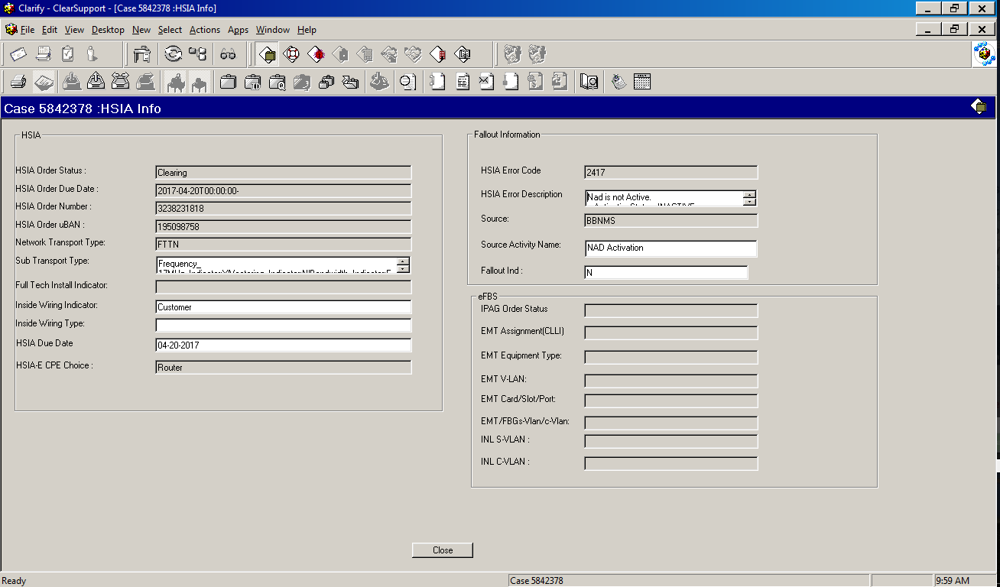 Clarify - ClearSupport - [Case 5842378 :HSIA Info]
File Edit View Desktop New Select Actions Apps Window Help
Case 5842378 :HSIA Info
HSIA
HSIA Order Status : Clearing
HSIA Order Due Date : 2017-04-20T00:00:00-
HSIA Order Number : 3238231818
HSIA Order uBAN : 195098758
Network Transport Type: FTTN
Sub Transport Type: Frequency_
Full Tech Install Indicator:
Inside Wiring Indicator: Customer
Inside Wiring Type:
HSIA Due Date 04-20-2017
HSIA-E CPE Choice : Router
Fallout Information
HSIA Error Code 2417
HSIA Error Description Nad is not Active.
Source: BBNMS
Source Activity Name: NAD Activation
Fallout Ind : N
eFBS
IPAG Order Status
EMT Assignment(CLLI)
EMT Equipment Type:
EMT V-LAN:
EMT Card/Slot/Port:
EMT/FBGs-Vlan/c-Vlan:
INL S-VLAN :
INL C-VLAN :
Close
Ready Case 5842378 9:59 AM